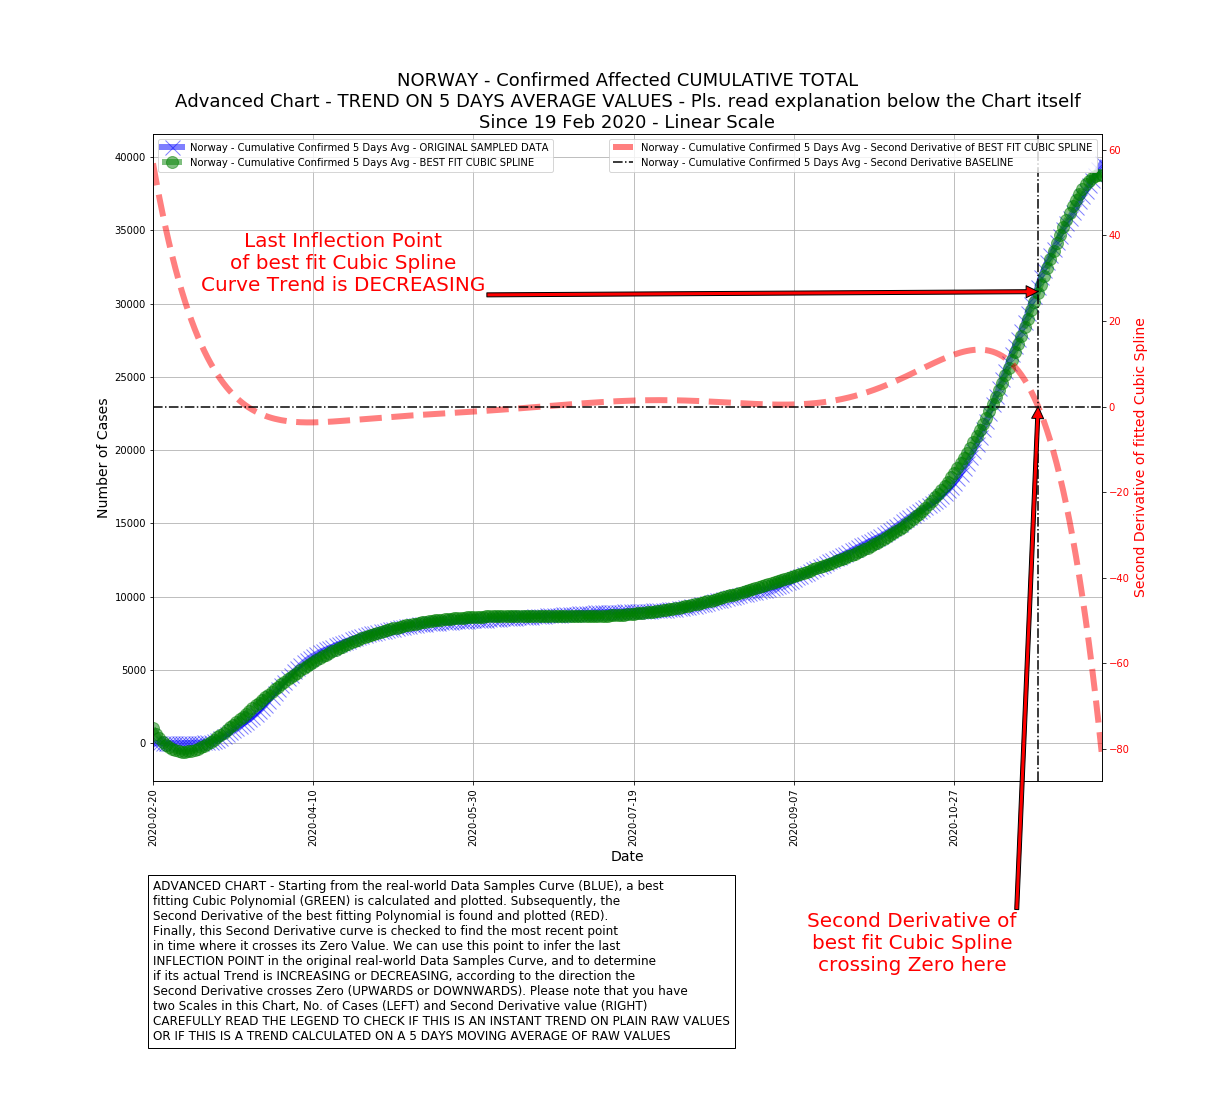 NORWAY - Confirmed Affected CUMULATIVE TOTAL
Advanced Chart - TREND ON 5 DAYS AVERAGE VALUES - Pls. read explanation below the Chart itself
Since 19 Feb 2020 - Linear Scale
Norway - Cumulative Confirmed 5 Days Avg - ORIGINAL SAMPLED DATA
Norway - Cumulative Confirmed 5 Days Avg - BEST FIT CUBIC SPLINE
Norway - Cumulative Confirmed 5 Days Avg - Second Derivative of BEST FIT CUBIC SPLINE
Norway - Cumulative Confirmed 5 Days Avg - Second Derivative BASELINE
Last Inflection Point
of best fit Cubic Spline
Curve Trend is DECREASING
Number of Cases
40000
35000
30000
25000
20000
15000
10000
5000
0
60
40
20
0
−20
−40
−60
−80
Second Derivative of fitted Cubic Spline
2020-02-20
2020-04-10
2020-05-30
2020-07-19
2020-09-07
2020-10-27
Date
ADVANCED CHART - Starting from the real-world Data Samples Curve (BLUE), a best
fitting Cubic Polynomial (GREEN) is calculated and plotted. Subsequently, the
Second Derivative of the best fitting Polynomial is found and plotted (RED).
Finally, this Second Derivative curve is checked to find the most recent point
in time where it crosses its Zero Value. We can use this point to infer the last
INFLECTION POINT in the original real-world Data Samples Curve, and to determine
if its actual Trend is INCREASING or DECREASING, according to the direction the
Second Derivative crosses Zero (UPWARDS or DOWNWARDS). Please note that you have
two Scales in this Chart, No. of Cases (LEFT) and Second Derivative value (RIGHT)
CAREFULLY READ THE LEGEND TO CHECK IF THIS IS AN INSTANT TREND ON PLAIN RAW VALUES
OR IF THIS IS A TREND CALCULATED ON A 5 DAYS MOVING AVERAGE OF RAW VALUES
Second Derivative of
best fit Cubic Spline
crossing Zero here